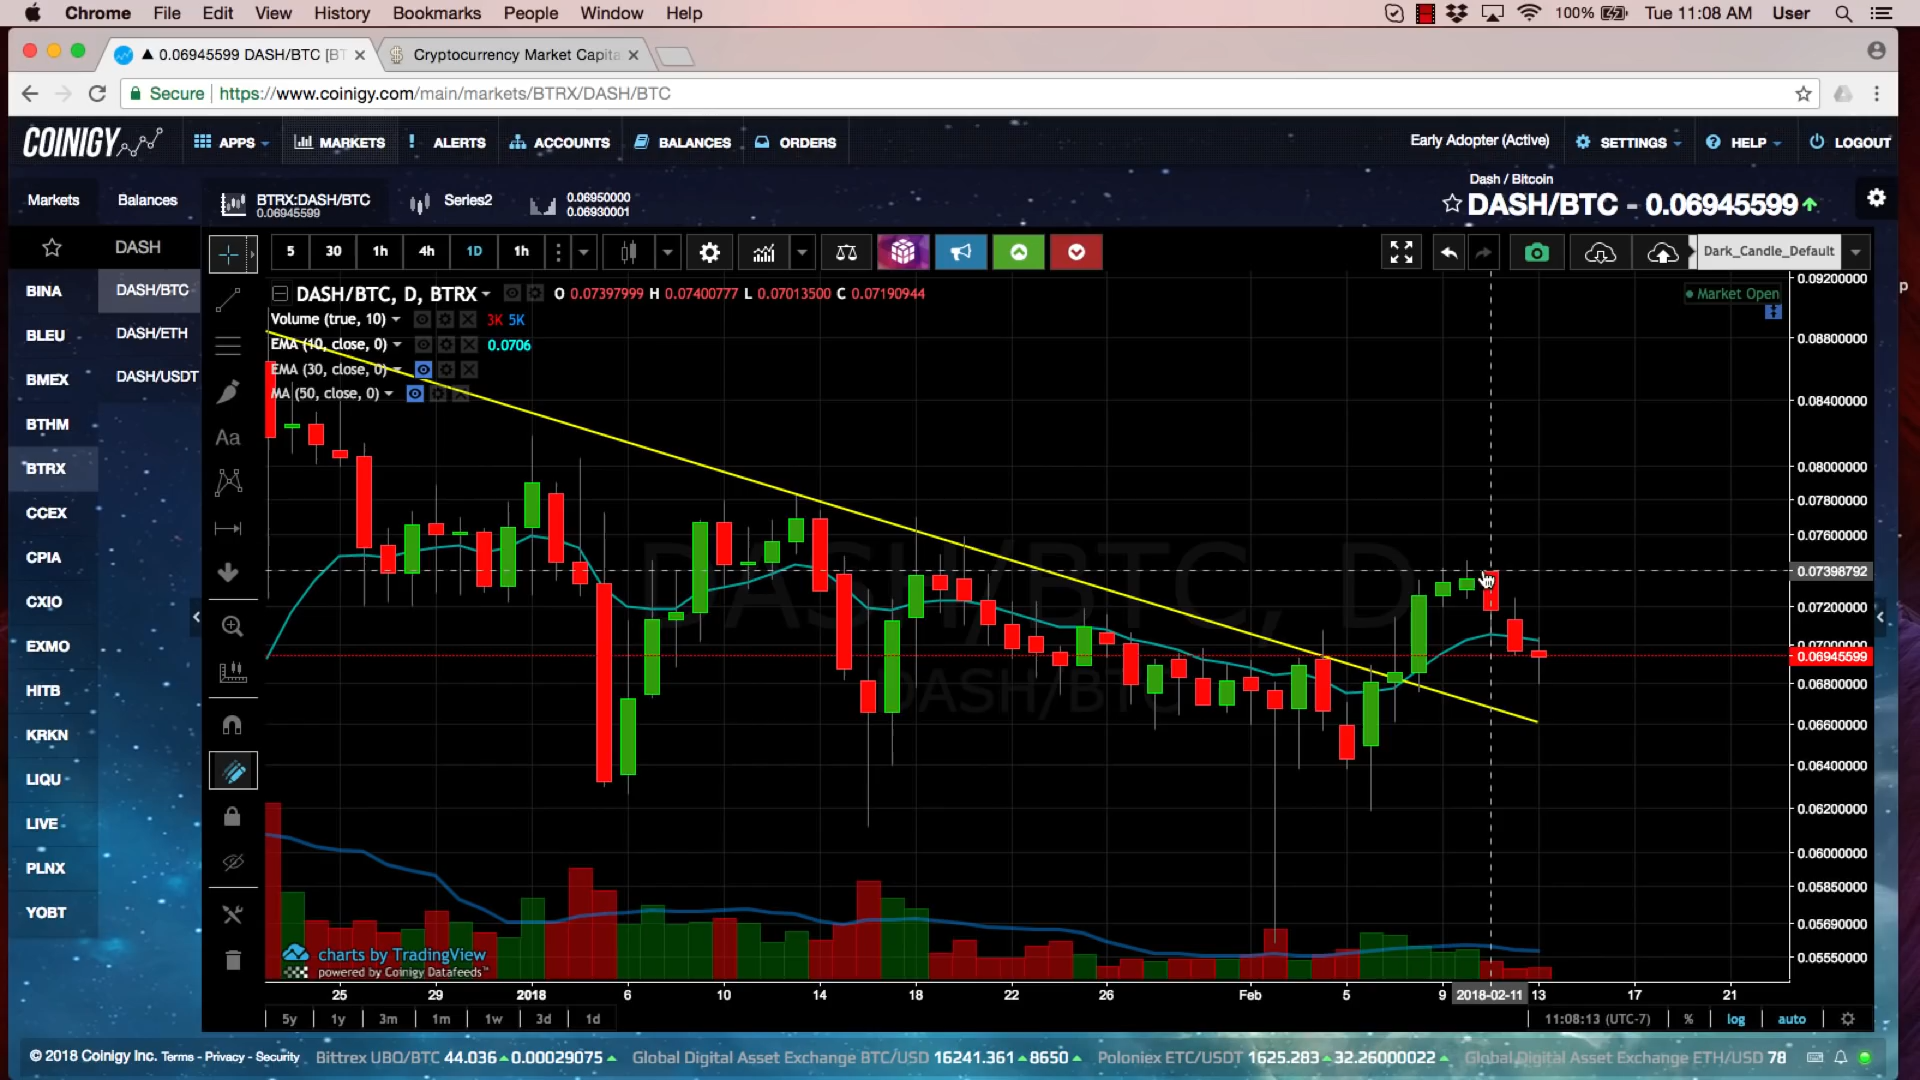 Chrome File Edit View History Bookmarks People Window Help 100% Tue 11:08 AM User
▲ 0.06945599 DASH/BTC [BT Cryptocurrency Market Capita
Secure https://www.coinigy.com/main/markets/BTRX/DASH/BTC
COINIGY APPS MARKETS ALERTS ACCOUNTS BALANCES ORDERS Early Adopter (Active) SETTINGS HELP LOGOUT
Markets Balances BTRX:DASH/BTC 0.06945599 Series2 0.06950000 0.06930001
Dash / Bitcoin
DASH/BTC - 0.06945599
DASH
5 30 1h 4h 1D 1h Dark_Candle_Default
BINA DASH/BTC
BLEU DASH/ETH
BMEX DASH/USDT
BTHM
BTRX
CCEX
CPIA
CXIO
EXMO
HITB
KRKN
LIQU
LIVE
PLNX
YOBT
Aa
DASH/BTC, D, BTRX O 0.07397999 H 0.07400777 L 0.07013500 C 0.07190944
Market Open
Volume (true, 10) 3K 5K
EMA (10, close, 0) 0.0706
EMA (30, close, 0)
MA (50, close, 0)
DASH/BTC, D
DASH/BTC
0.09200000
0.08800000
0.08400000
0.08000000
0.07800000
0.07600000
0.07398792
0.07200000
0.07000000
0.06945599
0.06800000
0.06600000
0.06400000
0.06200000
0.06000000
0.05850000
0.05690000
0.05550000
charts by TradingView
powered by Coinigy Datafeeds™
25 29 2018 6 10 14 18 22 26 Feb 5 9 2018-02-11 13 17 21
5y 1y 3m 1m 1w 3d 1d 11:08:13 (UTC-7) % log auto
© 2018 Coinigy Inc. Terms - Privacy - Security Bittrex UBQ/BTC 44.036 0.00029075 Global Digital Asset Exchange BTC/USD 16241.361 8650 Poloniex ETC/USDT 1625.283 32.26000022 Global Digital Asset Exchange ETH/USD 78